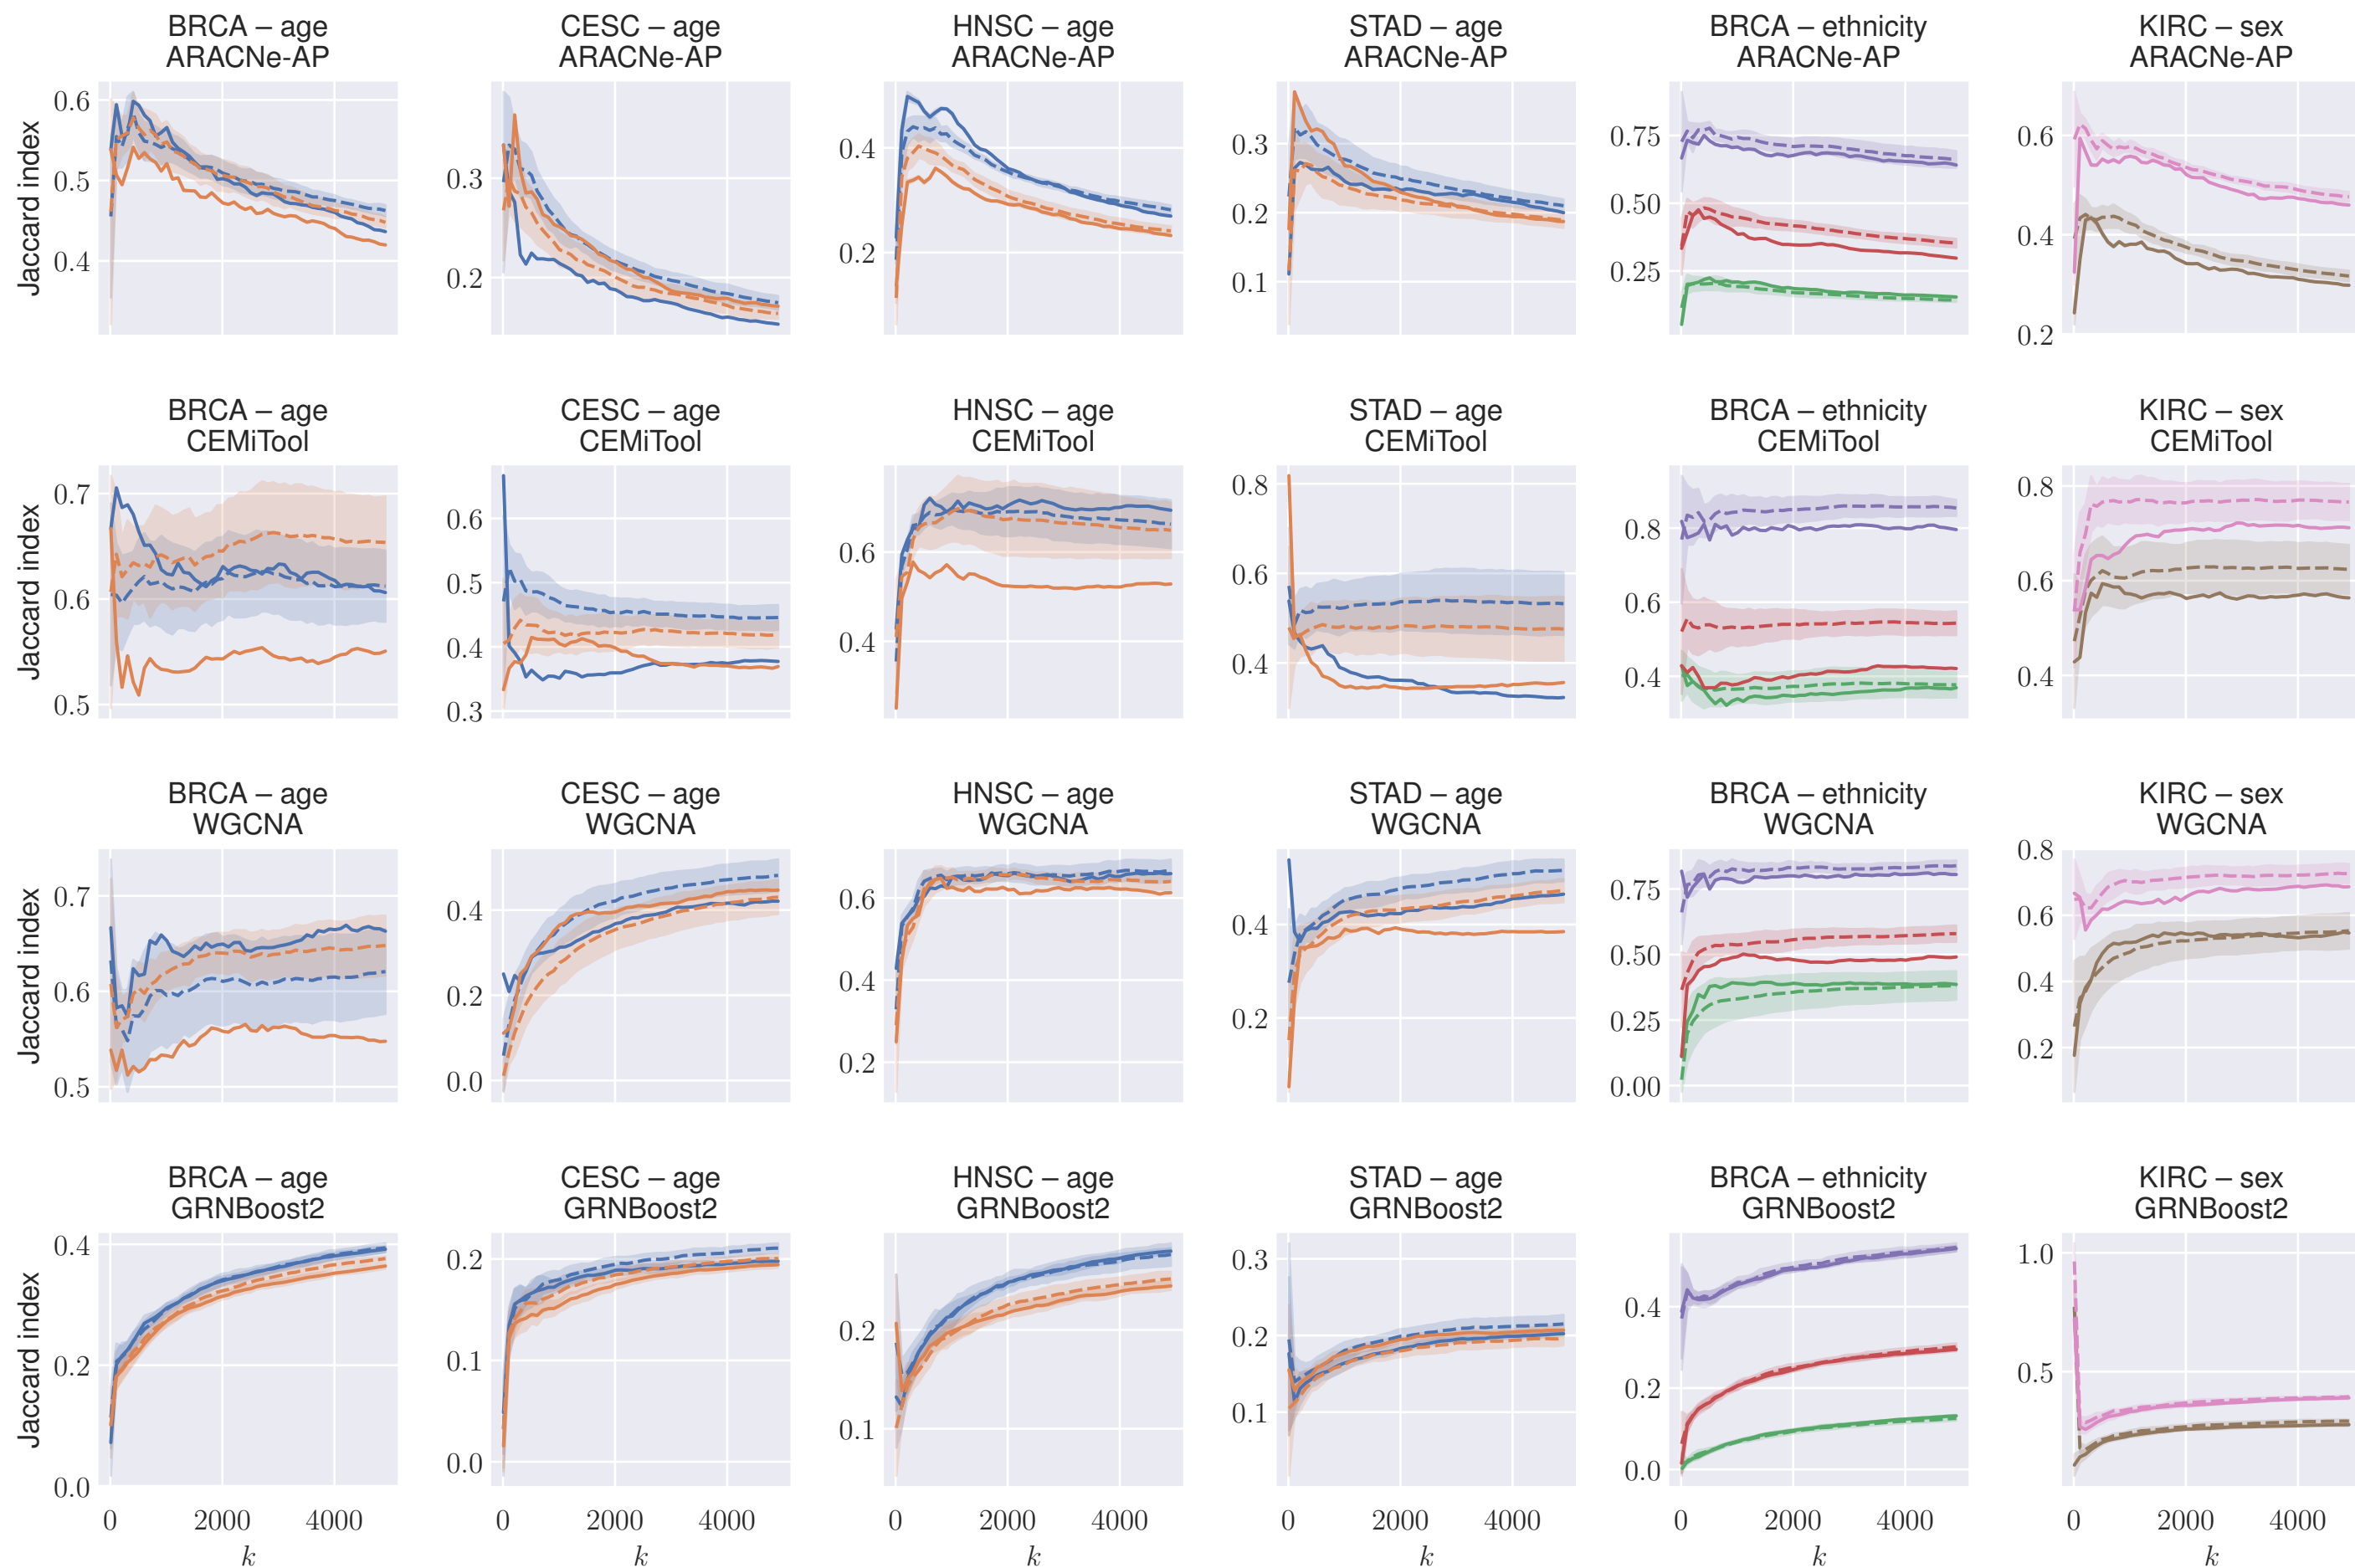 BRCA – age
ARACNe-AP
CESC – age
ARACNe-AP
HNSC – age
ARACNe-AP
STAD – age
ARACNe-AP
BRCA – ethnicity
ARACNe-AP
KIRC – sex
ARACNe-AP
Jaccard index
0.6
0.5
0.4
0.3
0.2
0.4
0.2
0.3
0.2
0.1
0.75
0.50
0.25
0.6
0.4
0.2
BRCA – age
CEMiTool
CESC – age
CEMiTool
HNSC – age
CEMiTool
STAD – age
CEMiTool
BRCA – ethnicity
CEMiTool
KIRC – sex
CEMiTool
Jaccard index
0.7
0.6
0.5
0.6
0.5
0.4
0.3
0.6
0.4
0.8
0.6
0.4
0.8
0.6
0.4
0.8
0.6
0.4
BRCA – age
WGCNA
CESC – age
WGCNA
HNSC – age
WGCNA
STAD – age
WGCNA
BRCA – ethnicity
WGCNA
KIRC – sex
WGCNA
Jaccard index
0.7
0.6
0.5
0.4
0.2
0.0
0.6
0.4
0.2
0.4
0.2
0.75
0.50
0.25
0.00
0.8
0.6
0.4
0.2
BRCA – age
GRNBoost2
CESC – age
GRNBoost2
HNSC – age
GRNBoost2
STAD – age
GRNBoost2
BRCA – ethnicity
GRNBoost2
KIRC – sex
GRNBoost2
Jaccard index
0.4
0.2
0.0
0.2
0.1
0.0
0.2
0.1
0.3
0.2
0.1
0.4
0.2
0.0
1.0
0.5
0 2000 4000
0 2000 4000
0 2000 4000
0 2000 4000
0 2000 4000
0 2000 4000
k
k
k
k
k
k